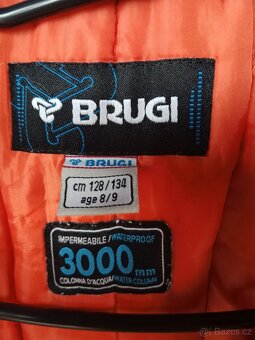 BRUGI
BRUGI
cm 128/134
age 8/9
IMPERMEABILE/WATERPROOF
3000 mm
COLONNA D'ACQUA/WATER COLUMN
Bazos.cz